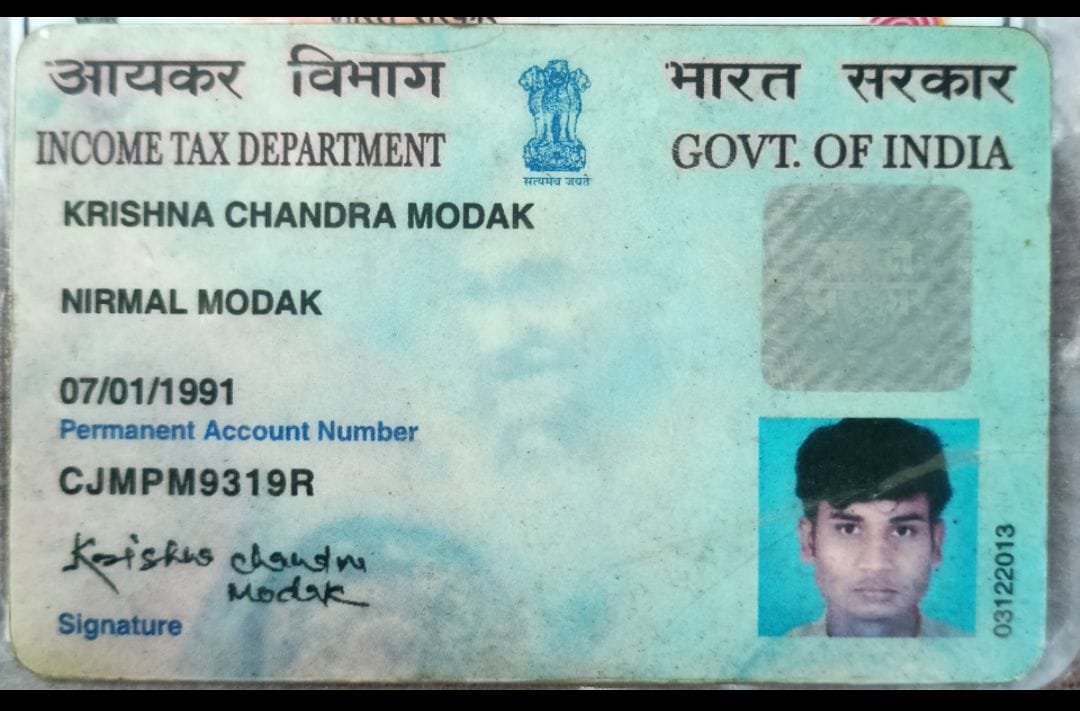 आयकर विभाग
भारत सरकार
INCOME TAX DEPARTMENT
GOVT. OF INDIA
सत्यमेव जयते
KRISHNA CHANDRA MODAK
NIRMAL MODAK
07/01/1991
Permanent Account Number
CJMPM9319R
Krishna Chandra
Modak
Signature
03122013